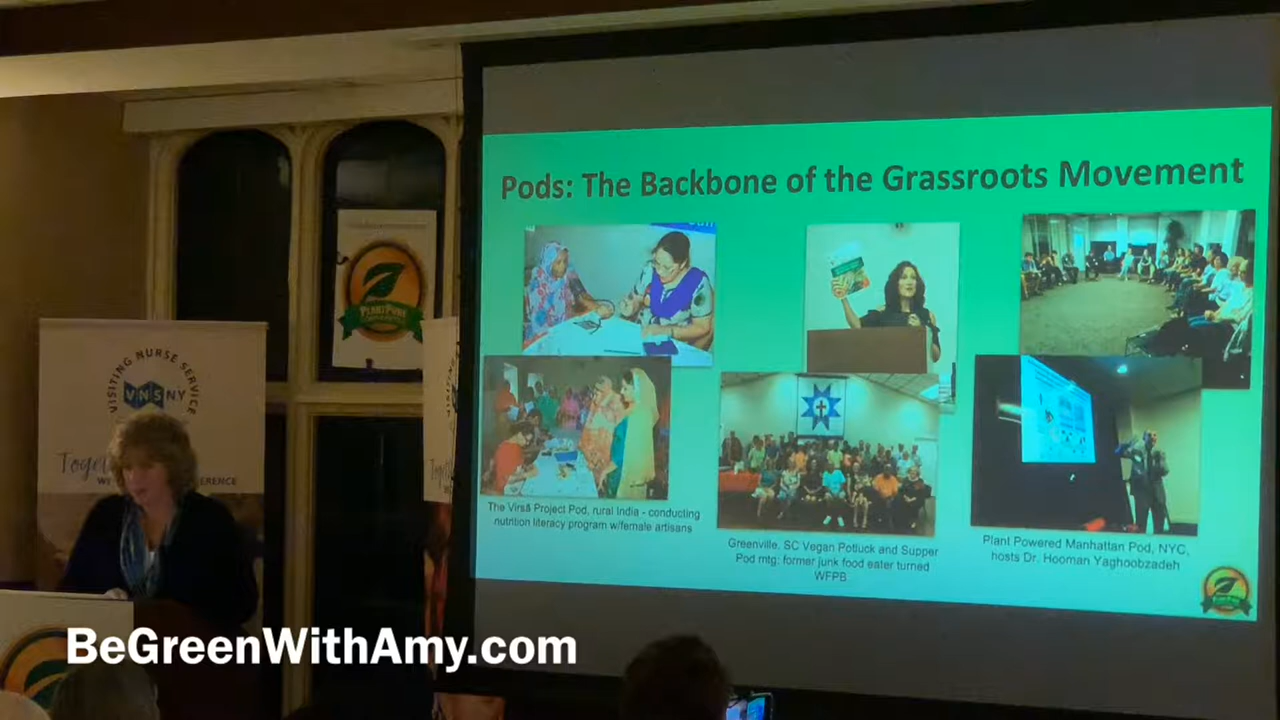 Pods: The Backbone of the Grassroots Movement
The Virsā Project Pod, rural India - conducting
nutrition literacy program w/female artisans
Greenville, SC Vegan Potluck and Supper
Pod mtg: former junk food eater turned
WFPB
Plant Powered Manhattan Pod, NYC,
hosts Dr. Hooman Yaghoobzadeh
VISITING NURSE SERVICE
VNSNY
PLANTPURE
BeGreenWithAmy.com